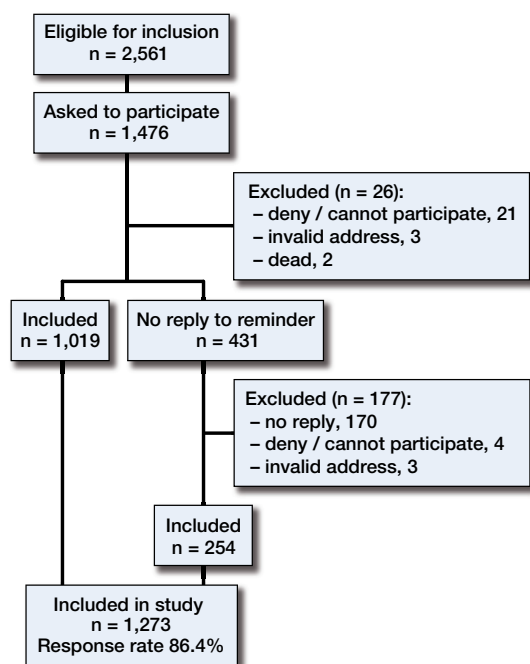 Eligible for inclusion
n = 2,561
Asked to participate
n = 1,476
Excluded (n = 26):
– deny / cannot participate, 21
– invalid address, 3
– dead, 2
Included
n = 1,019
No reply to reminder
n = 431
Excluded (n = 177):
– no reply, 170
– deny / cannot participate, 4
– invalid address, 3
Included
n = 254
Included in study
n = 1,273
Response rate 86.4%